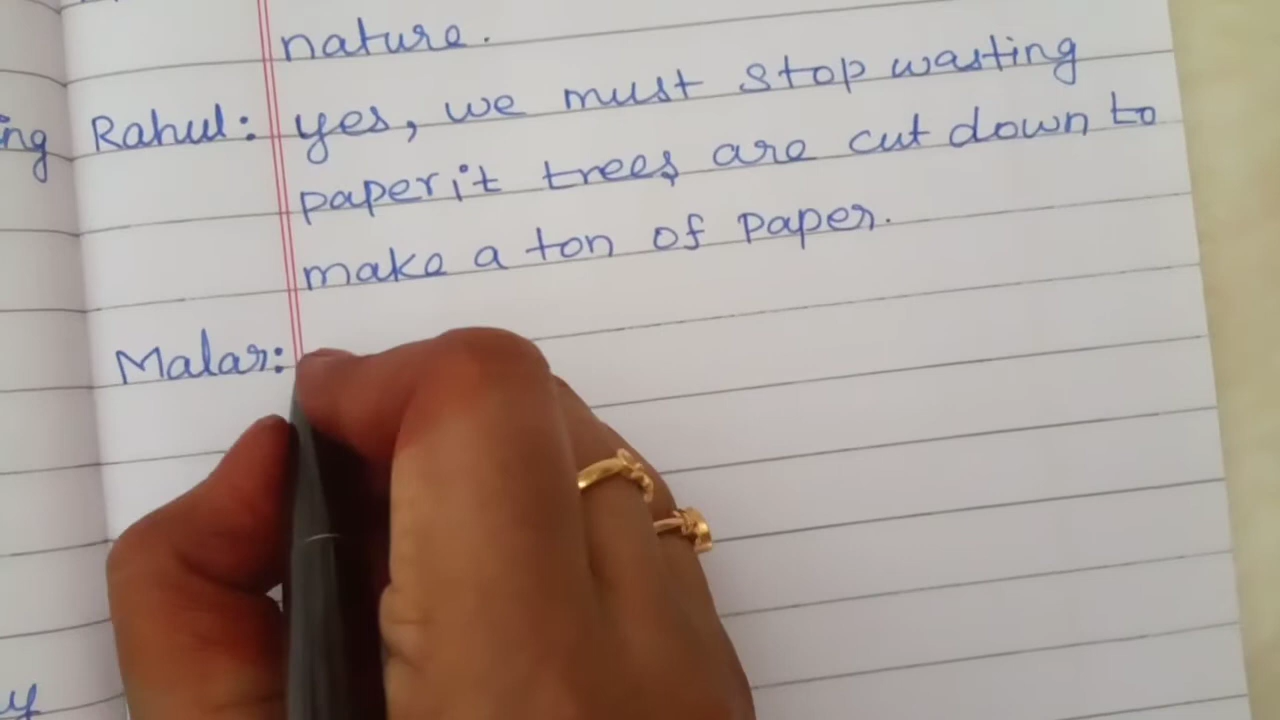 nature.
ing Rahul: yes, we must stop wasting
paper it trees are cut down to
make a ton of paper.
Malar:
y